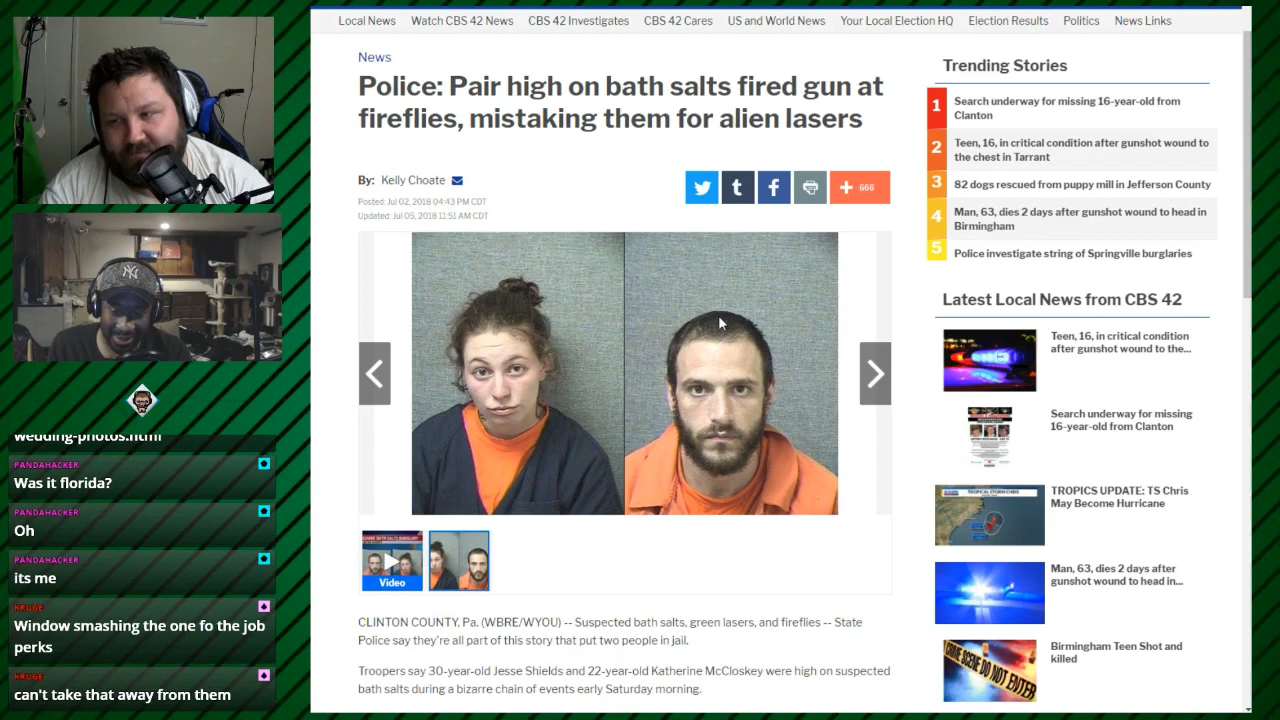 Local News
Watch CBS 42 News
CBS 42 Investigates
CBS 42 Cares
US and World News
Your Local Election HQ
Election Results
Politics
News Links
News
Police: Pair high on bath salts fired gun at
fireflies, mistaking them for alien lasers
By: Kelly Choate
Posted: Jul 02, 2018 04:43 PM CDT
Updated: Jul 05, 2018 11:51 AM CDT
666
Video
CLINTON COUNTY, Pa. (WBRE/WYOU) -- Suspected bath salts, green lasers, and fireflies -- State
Police say they're all part of this story that put two people in jail.
Troopers say 30-year-old Jesse Shields and 22-year-old Katherine McCloskey were high on suspected
bath salts during a bizarre chain of events early Saturday morning.
Trending Stories
1
Search underway for missing 16-year-old from
Clanton
2
Teen, 16, in critical condition after gunshot wound to
the chest in Tarrant
3
82 dogs rescued from puppy mill in Jefferson County
4
Man, 63, dies 2 days after gunshot wound to head in
Birmingham
5
Police investigate string of Springville burglaries
Latest Local News from CBS 42
Teen, 16, in critical condition
after gunshot wound to the...
Search underway for missing
16-year-old from Clanton
TROPICS UPDATE: TS Chris
May Become Hurricane
Man, 63, dies 2 days after
gunshot wound to head in...
Birmingham Teen Shot and
killed
wedding-photos.html
PANDAHACKER
Was it florida?
PANDAHACKER
Oh
PANDAHACKER
its me
KRUGE
Window smashing the one fo the job
perks
KRUGE
can't take that away from them